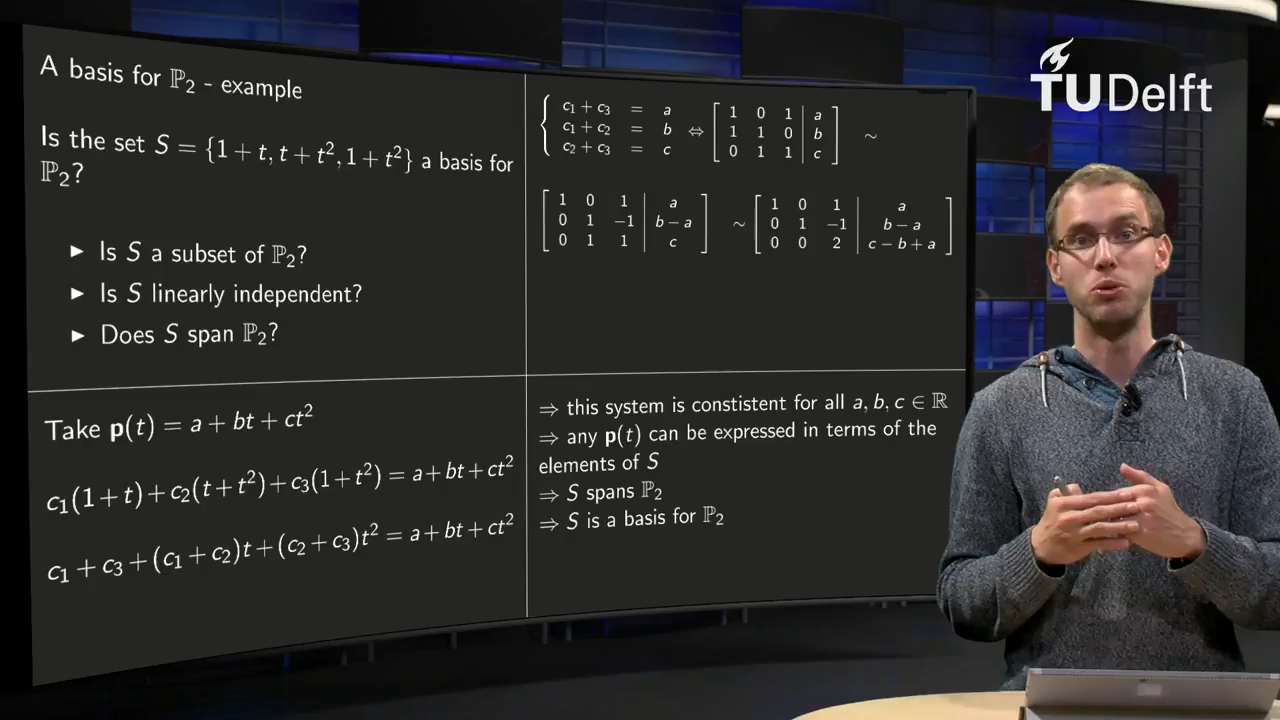 A basis for ℙ₂ - example
Is the set S = {1 + t, t + t², 1 + t²} a basis for
ℙ₂?
► Is S a subset of ℙ₂?
► Is S linearly independent?
► Does S span ℙ₂?
Take p(t) = a + bt + ct²
c₁(1 + t) + c₂(t + t²) + c₃(1 + t²) = a + bt + ct²
c₁ + c₃ + (c₁ + c₂)t + (c₂ + c₃)t² = a + bt + ct²
{ c₁ + c₃ = a
c₁ + c₂ = b
c₂ + c₃ = c
⇔
[ 1 0 1 | a ]
[ 1 1 0 | b ]
[ 0 1 1 | c ]
~
[ 1 0 1 | a ]
[ 0 1 −1 | b − a ]
[ 0 1 1 | c ]
~
[ 1 0 1 | a ]
[ 0 1 −1 | b − a ]
[ 0 0 2 | c − b + a ]
⇒ this system is constistent for all a, b, c ∈ ℝ
⇒ any p(t) can be expressed in terms of the
elements of S
⇒ S spans ℙ₂
⇒ S is a basis for ℙ₂
TUDelft